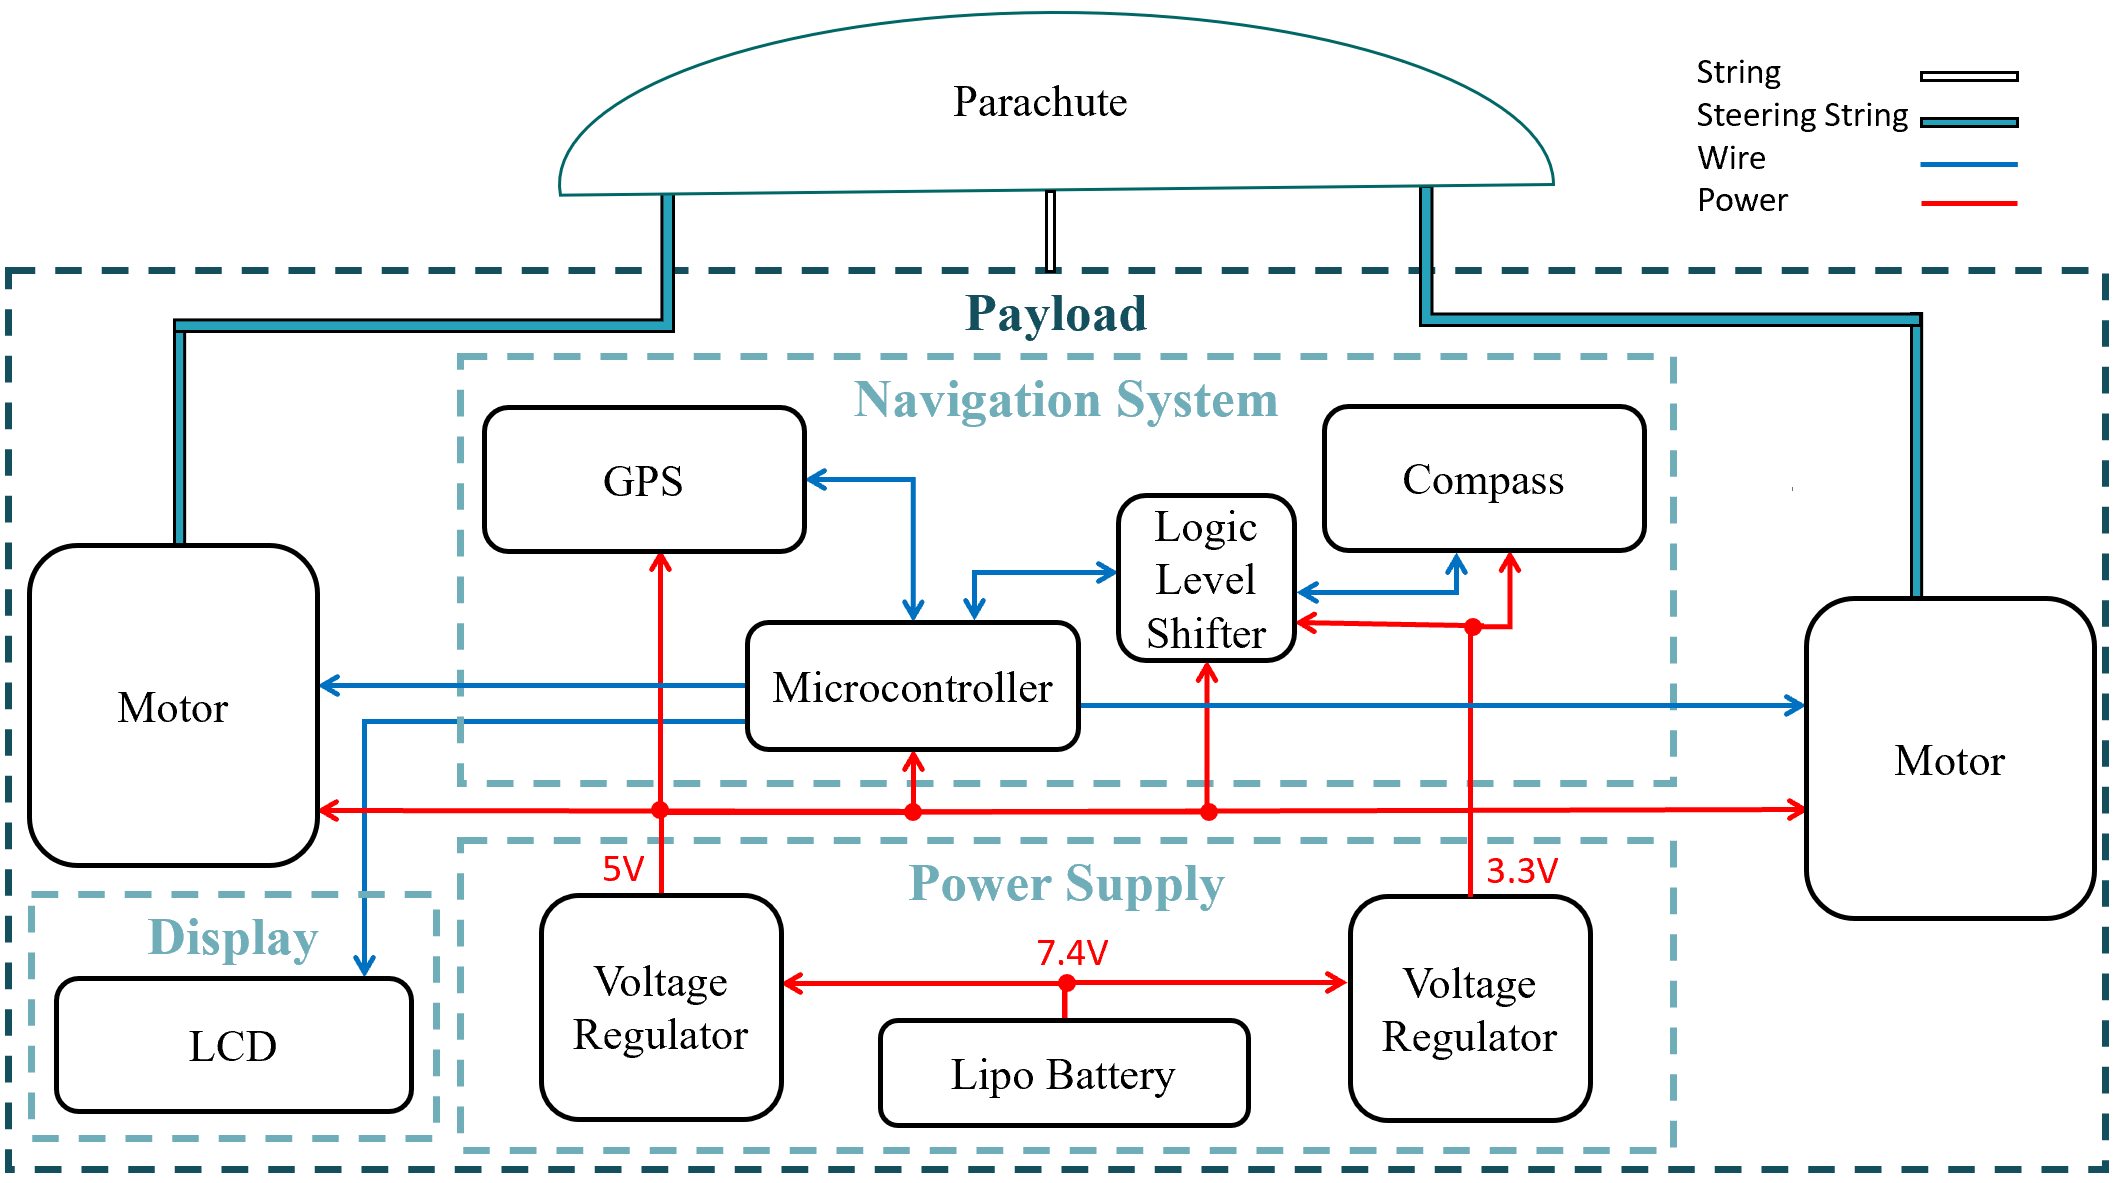 Parachute
String
Steering String
Wire
Power
Payload
Navigation System
GPS
Compass
Logic
Level
Shifter
Microcontroller
Motor
Motor
5V
Power Supply
3.3V
Display
7.4V
Voltage
Regulator
Voltage
Regulator
LCD
Lipo Battery